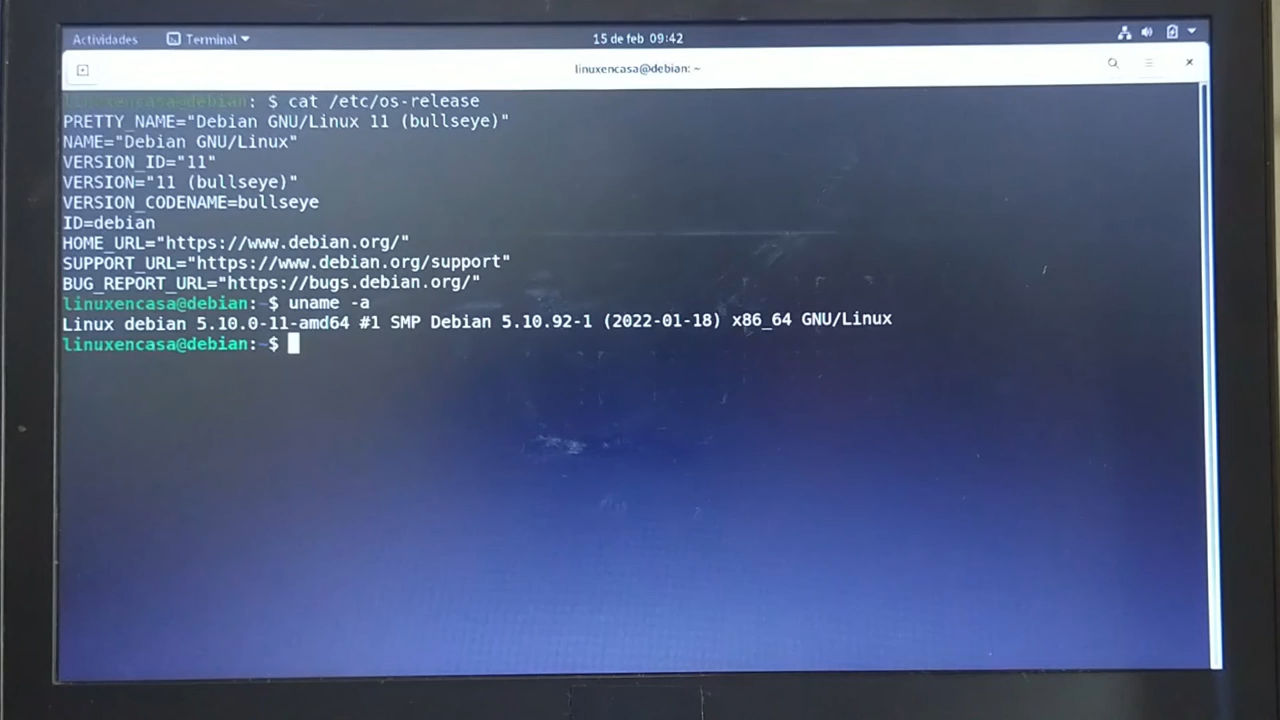 Actividades Terminal 15 de feb 09:42
linuxencasa@debian: ~
linuxencasa@debian: $ cat /etc/os-release
PRETTY_NAME="Debian GNU/Linux 11 (bullseye)"
NAME="Debian GNU/Linux"
VERSION_ID="11"
VERSION="11 (bullseye)"
VERSION_CODENAME=bullseye
ID=debian
HOME_URL="https://www.debian.org/"
SUPPORT_URL="https://www.debian.org/support"
BUG_REPORT_URL="https://bugs.debian.org/"
linuxencasa@debian:~$ uname -a
Linux debian 5.10.0-11-amd64 #1 SMP Debian 5.10.92-1 (2022-01-18) x86_64 GNU/Linux
linuxencasa@debian:~$